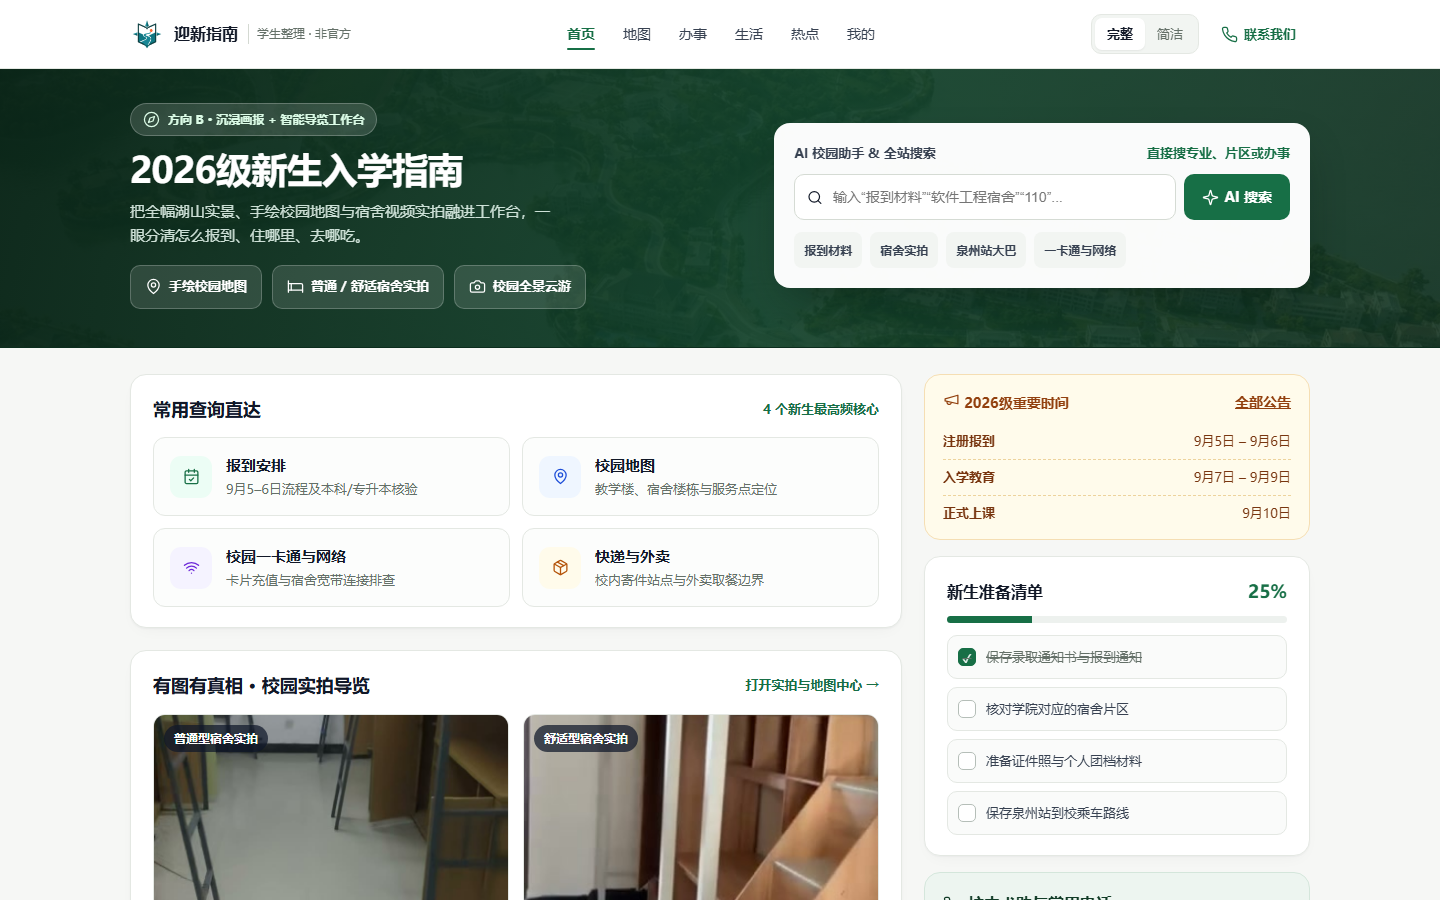 迎新指南
学生整理 · 非官方
首页
地图
办事
生活
热点
我的
完整
简洁
联系我们
方向 B · 沉浸画报 + 智能导览工作台
2026级新生入学指南
把全幅湖山实景、手绘校园地图与宿舍视频实拍融进工作台，一
眼分清怎么报到、住哪里、去哪吃。
手绘校园地图
普通 / 舒适宿舍实拍
校园全景云游
AI 校园助手 & 全站搜索
直接搜专业、片区或办事
输入“报到材料”“软件工程宿舍”“110”...
AI 搜索
报到材料
宿舍实拍
泉州站大巴
一卡通与网络
常用查询直达
4 个新生最高频核心
报到安排
9月5–6日流程及本科/专升本核验
校园地图
教学楼、宿舍楼栋与服务点定位
校园一卡通与网络
卡片充值与宿舍宽带连接排查
快递与外卖
校内寄件站点与外卖取餐边界
有图有真相 · 校园实拍导览
打开实拍与地图中心 →
普通型宿舍实拍
舒适型宿舍实拍
2026级重要时间
全部公告
注册报到
9月5日 – 9月6日
入学教育
9月7日 – 9月9日
正式上课
9月10日
新生准备清单
25%
保存录取通知书与报到通知
核对学院对应的宿舍片区
准备证件照与个人团档材料
保存泉州站到校乘车路线